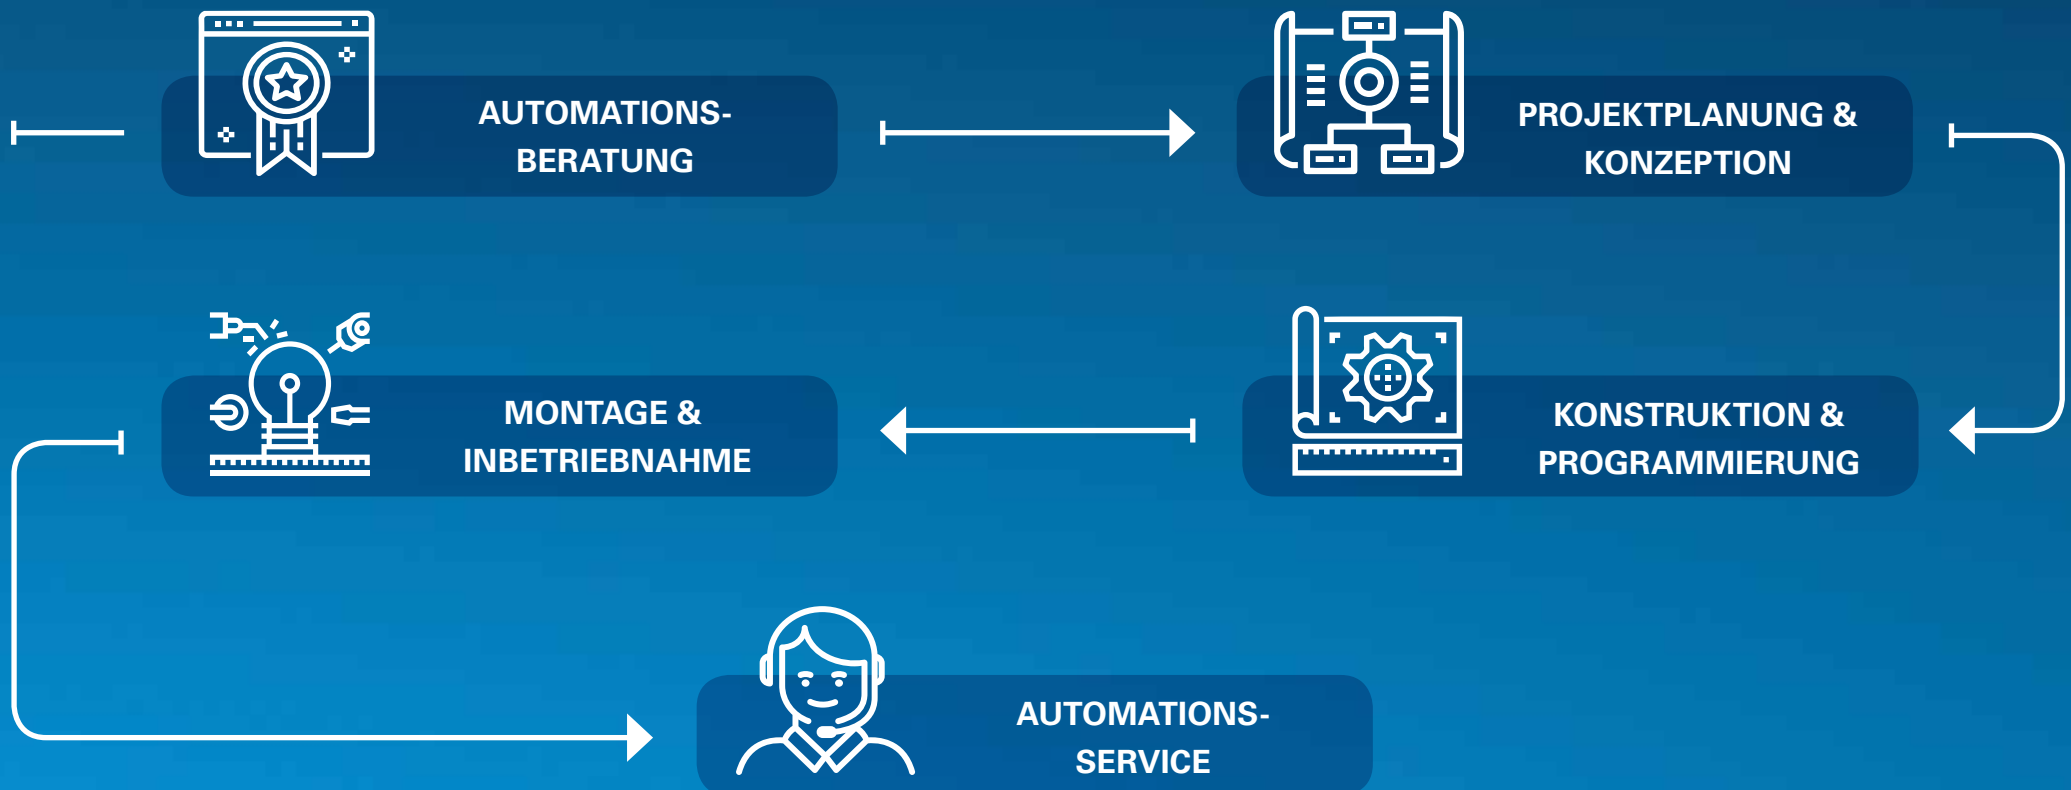 AUTOMATIONS-
BERATUNG
PROJEKTPLANUNG &
KONZEPTION
MONTAGE &
INBETRIEBNAHME
KONSTRUKTION &
PROGRAMMIERUNG
AUTOMATIONS-
SERVICE